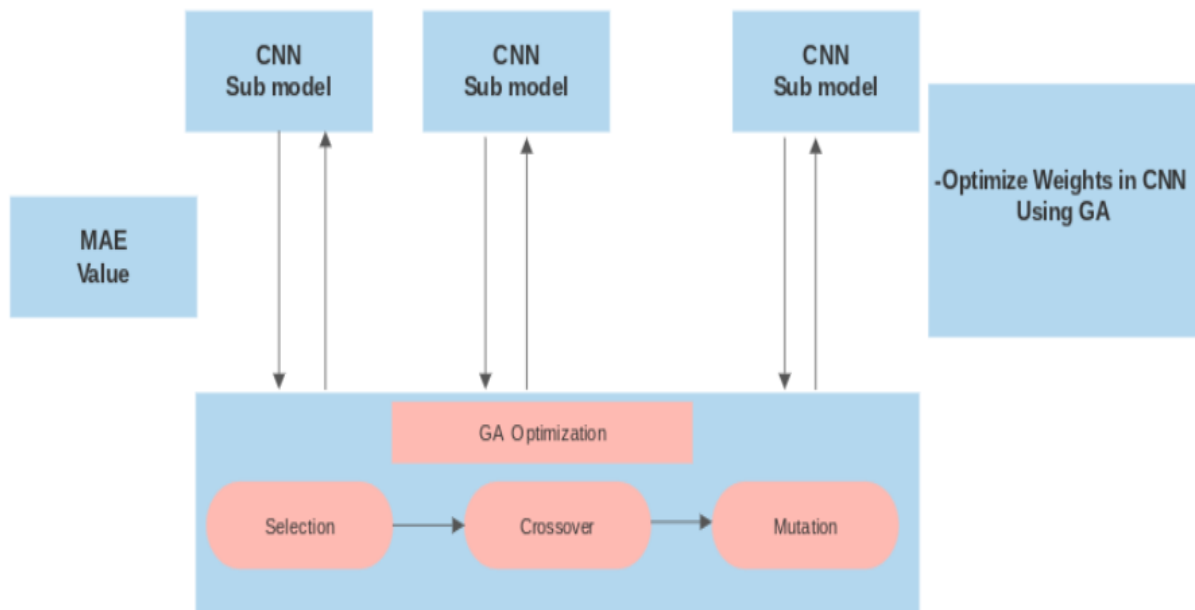 CNN
Sub model
CNN
Sub model
CNN
Sub model
-Optimize Weights in CNN
Using GA
MAE
Value
GA Optimization
Selection
Crossover
Mutation